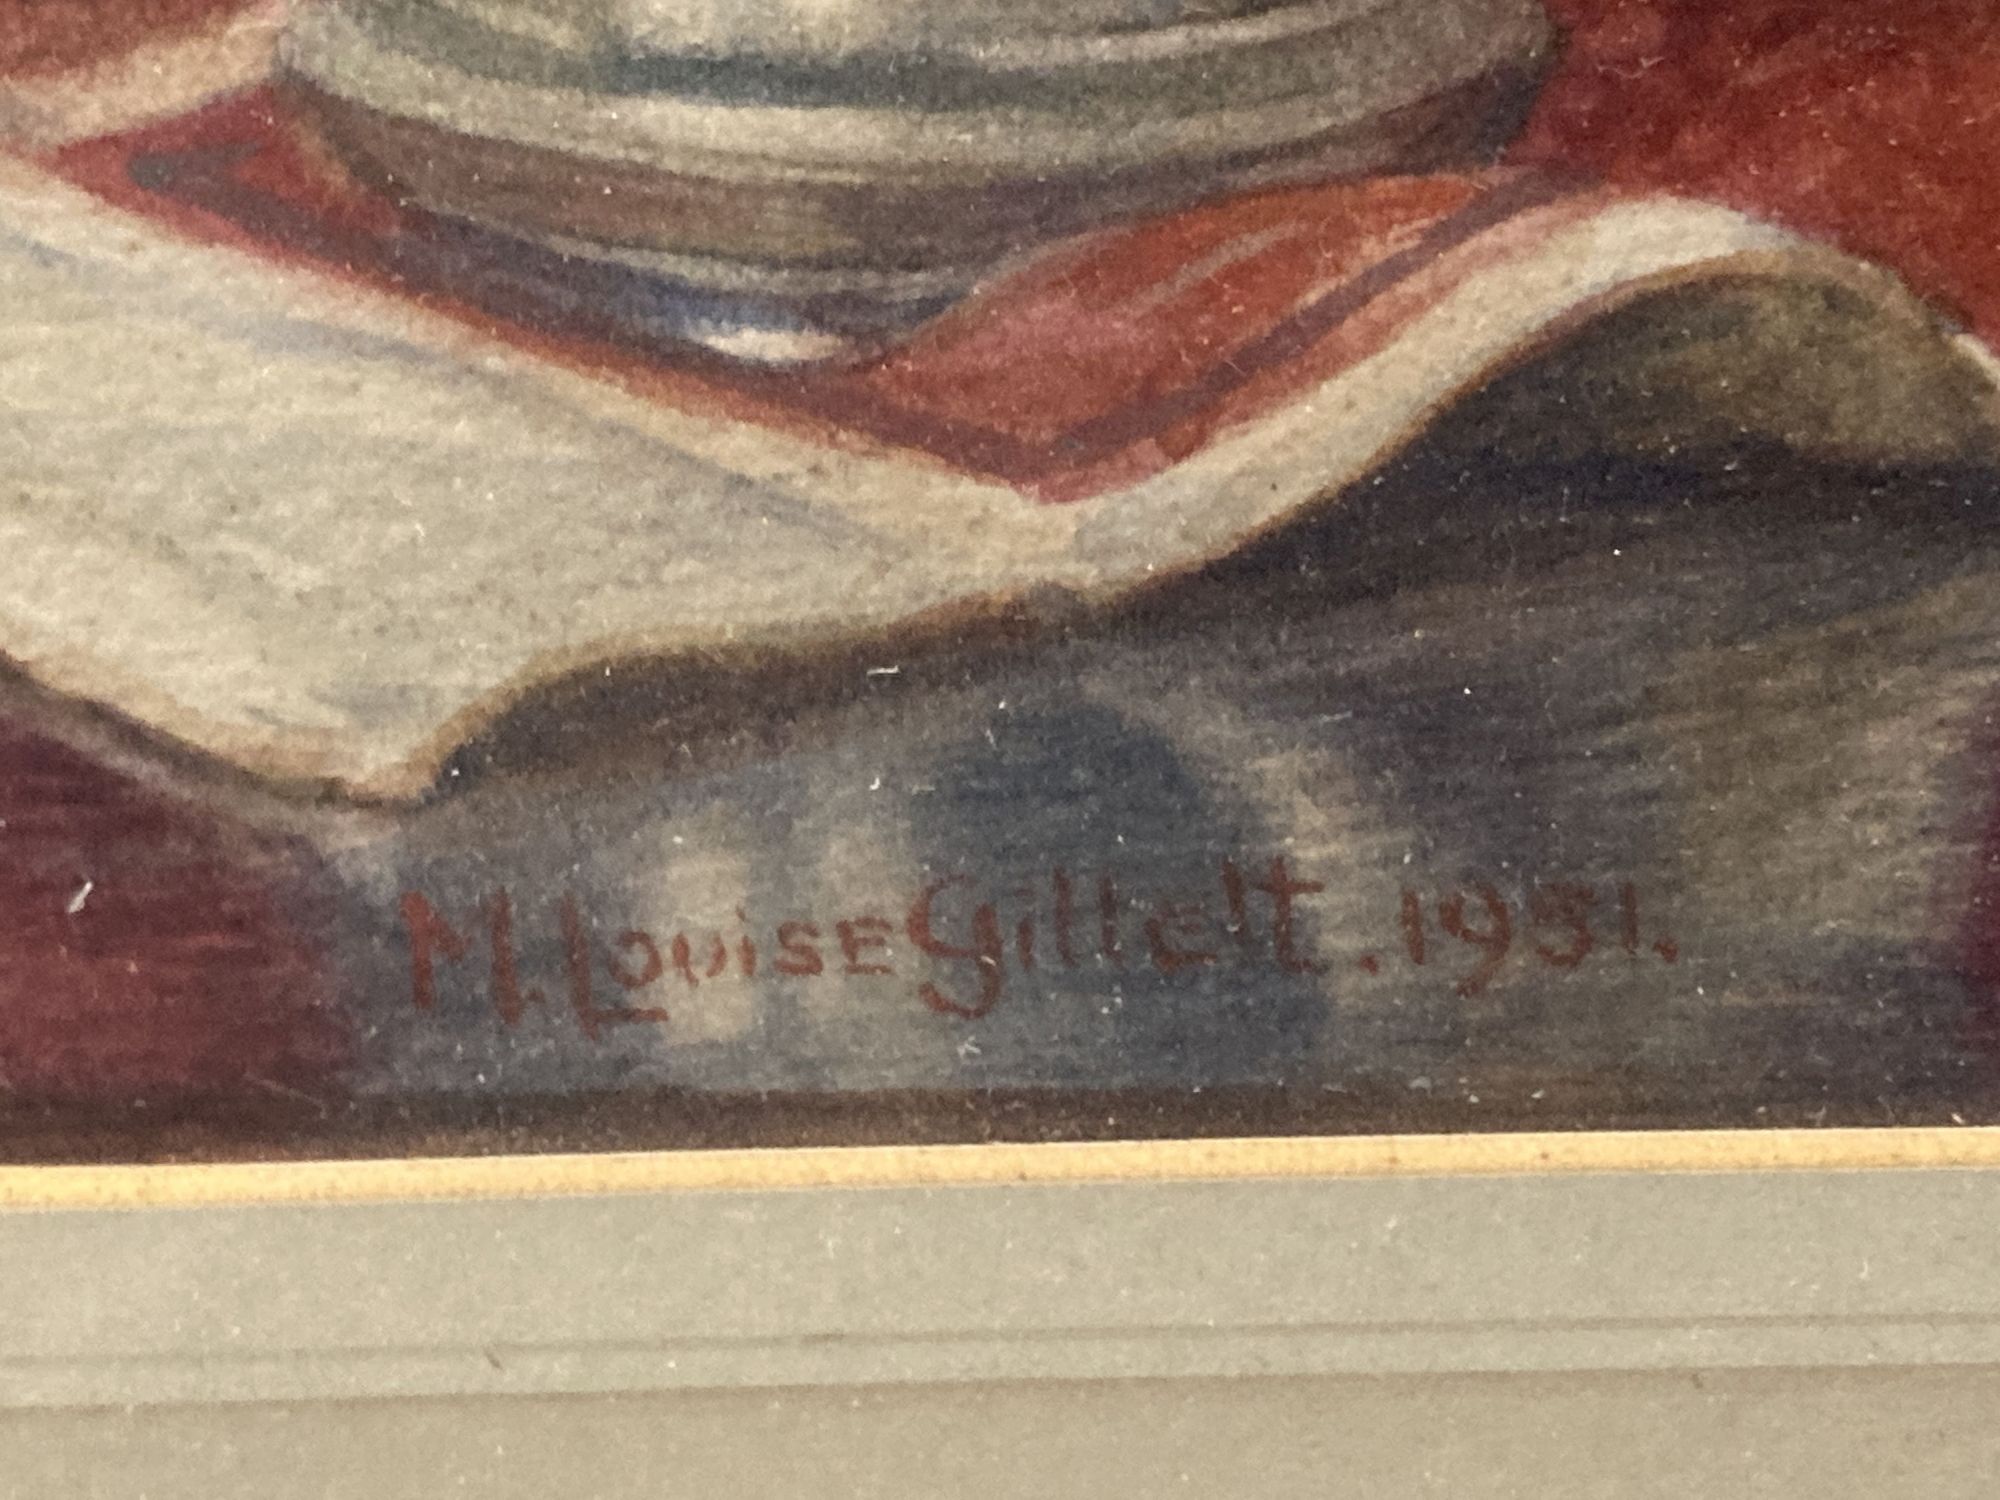 M. Louise Gillett. 1951.